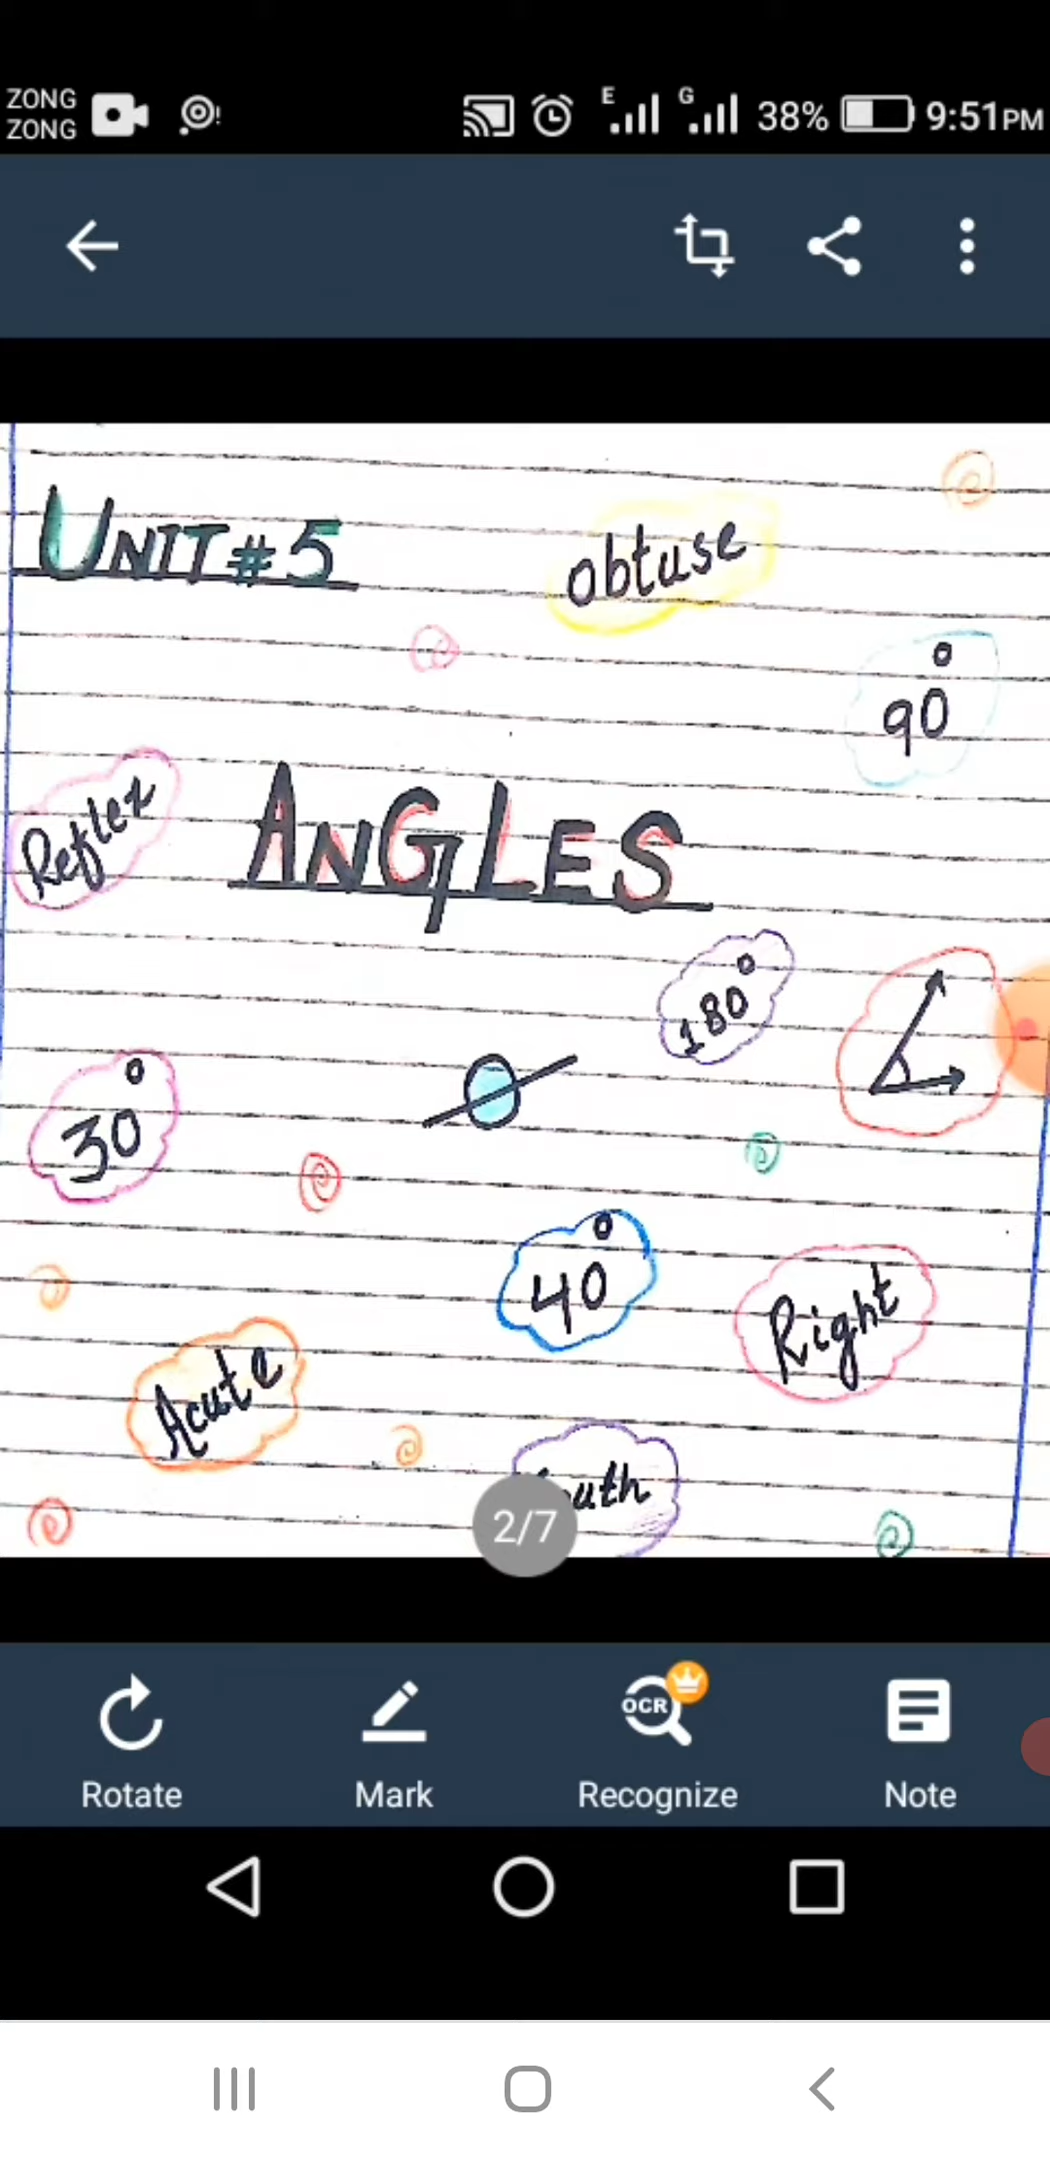 ZONG
ZONG
E
G
38%
9:51PM
UNIT#5
obtuse
90°
Reflex
ANGLES
180°
30°
40°
Right
Acute
2/7
OCR
Rotate
Mark
Recognize
Note